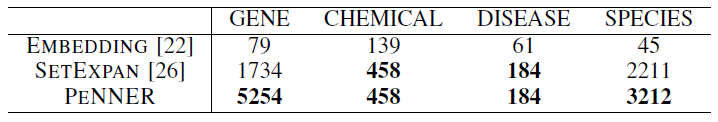 GENE CHEMICAL DISEASE SPECIES
EMBEDDING [22] 79 139 61 45
SETEXPAN [26] 1734 458 184 2211
PENNER 5254 458 184 3212